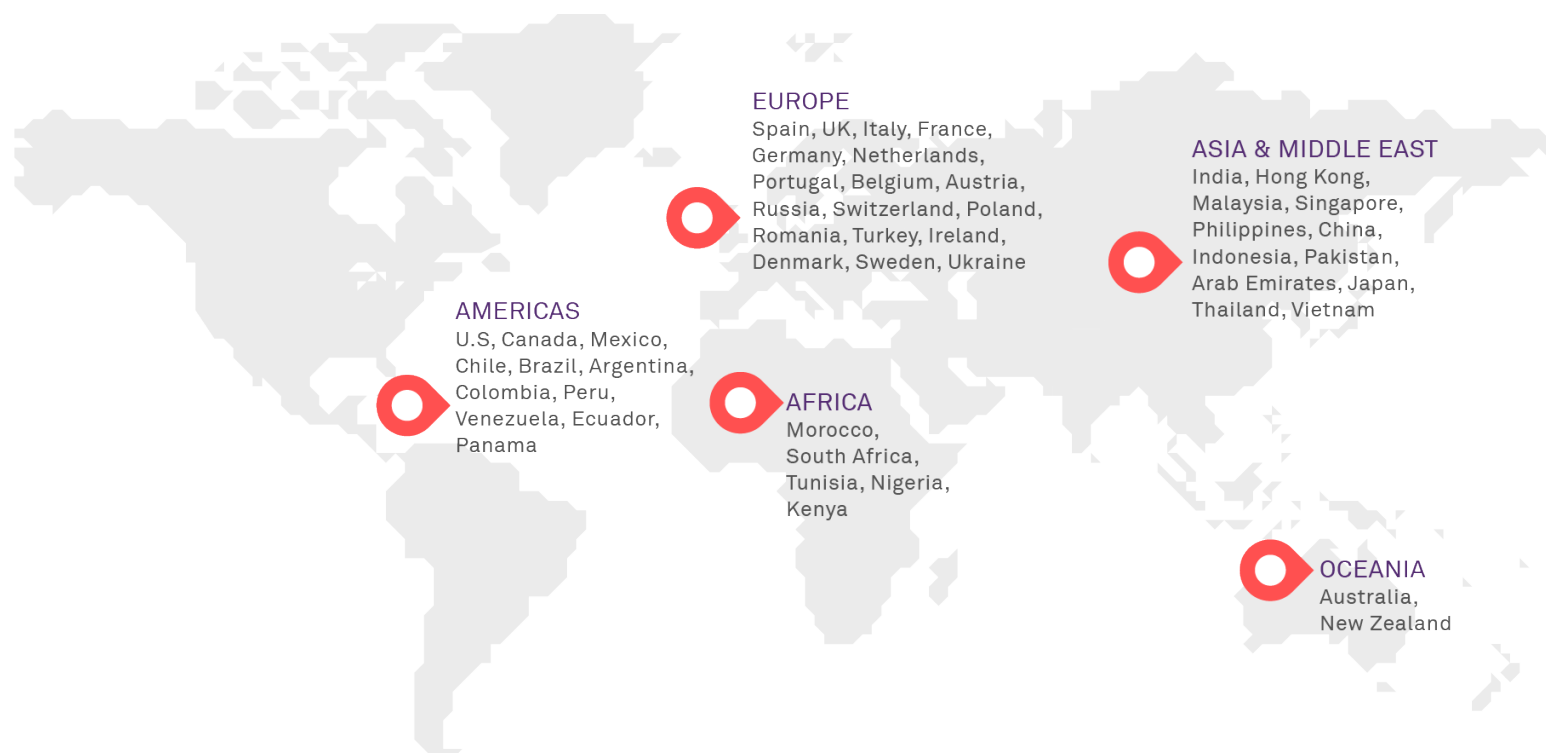 EUROPE
Spain, UK, Italy, France,
Germany, Netherlands,
Portugal, Belgium, Austria,
Russia, Switzerland, Poland,
Romania, Turkey, Ireland,
Denmark, Sweden, Ukraine
ASIA & MIDDLE EAST
India, Hong Kong,
Malaysia, Singapore,
Philippines, China,
Indonesia, Pakistan,
Arab Emirates, Japan,
Thailand, Vietnam
AMERICAS
U.S, Canada, Mexico,
Chile, Brazil, Argentina,
Colombia, Peru,
Venezuela, Ecuador,
Panama
AFRICA
Morocco,
South Africa,
Tunisia, Nigeria,
Kenya
OCEANIA
Australia,
New Zealand